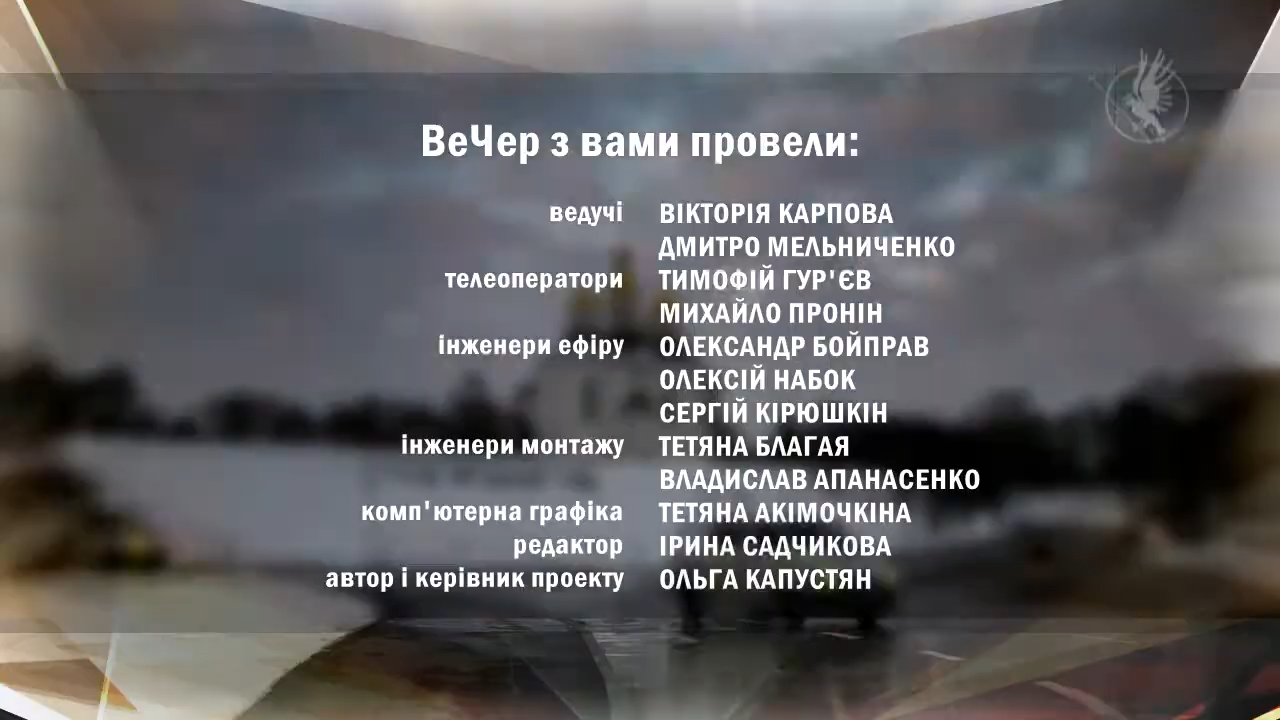 ВеЧер з вами провели:
ведучі ВІКТОРІЯ КАРПОВА
ДМИТРО МЕЛЬНИЧЕНКО
телеоператори ТИМОФІЙ ГУР'ЄВ
МИХАЙЛО ПРОНІН
інженери ефіру ОЛЕКСАНДР БОЙПРАВ
ОЛЕКСІЙ НАБОК
СЕРГІЙ КІРЮШКІН
інженери монтажу ТЕТЯНА БЛАГАЯ
ВЛАДИСЛАВ АПАНАСЕНКО
комп'ютерна графіка ТЕТЯНА АКІМОЧКІНА
редактор ІРИНА САДЧИКОВА
автор і керівник проекту ОЛЬГА КАПУСТЯН